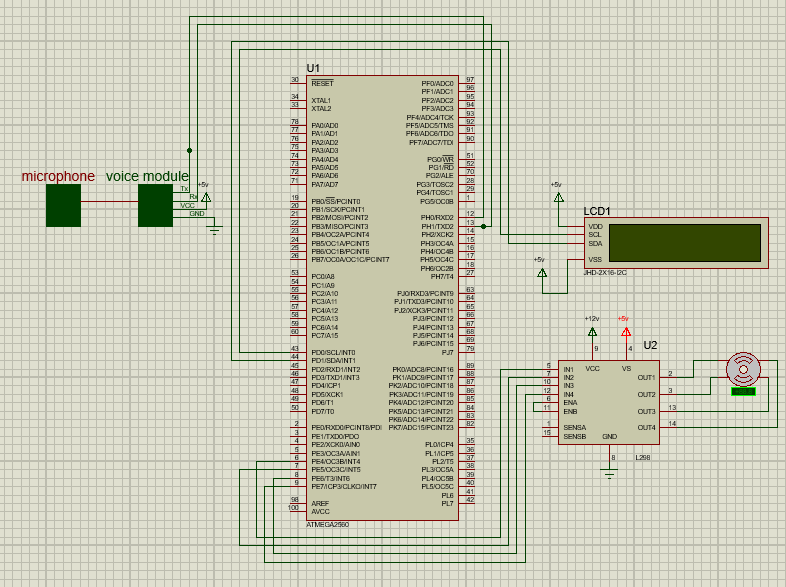 microphone
voice module
Tx
Rx
VCC
GND
+5v
U1
30
RESET
34
XTAL1
33
XTAL2
78
PA0/AD0
77
PA1/AD1
76
PA2/AD2
75
PA3/AD3
74
PA4/AD4
73
PA5/AD5
72
PA6/AD6
71
PA7/AD7
19
PB0/SS/PCINT0
20
PB1/SCK/PCINT1
21
PB2/MOSI/PCINT2
22
PB3/MISO/PCINT3
23
PB4/OC2A/PCINT4
24
PB5/OC1A/PCINT5
25
PB6/OC1B/PCINT6
26
PB7/OC0A/OC1C/PCINT7
53
PC0/A8
54
PC1/A9
55
PC2/A10
56
PC3/A11
57
PC4/A12
58
PC5/A13
59
PC6/A14
60
PC7/A15
43
PD0/SCL/INT0
44
PD1/SDA/INT1
45
PD2/RXD1/INT2
46
PD3/TXD1/INT3
47
PD4/ICP1
48
PD5/XCK1
49
PD6/T1
50
PD7/T0
2
PE0/RXD0/PCINT8/PDI
3
PE1/TXD0/PDO
4
PE2/XCK0/AIN0
5
PE3/OC3A/AIN1
6
PE4/OC3B/INT4
7
PE5/OC3C/INT5
8
PE6/T3/INT6
9
PE7/ICP3/CLKO/INT7
98
AREF
100
AVCC
PF0/ADC0
97
PF1/ADC1
96
PF2/ADC2
95
PF3/ADC3
94
PF4/ADC4/TCK
93
PF5/ADC5/TMS
92
PF6/ADC6/TDO
91
PF7/ADC7/TDI
90
PG0/WR
51
PG1/RD
52
PG2/ALE
70
PG3/TOSC2
28
PG4/TOSC1
29
PG5/OC0B
1
PH0/RXD2
12
PH1/TXD2
13
PH2/XCK2
14
PH3/OC4A
15
PH4/OC4B
16
PH5/OC4C
17
PH6/OC2B
18
PH7/T4
27
PJ0/RXD3/PCINT9
63
PJ1/TXD3/PCINT10
64
PJ2/XCK3/PCINT11
65
PJ3/PCINT12
66
PJ4/PCINT13
67
PJ5/PCINT14
68
PJ6/PCINT15
69
PJ7
79
PK0/ADC8/PCINT16
89
PK1/ADC9/PCINT17
88
PK2/ADC10/PCINT18
87
PK3/ADC11/PCINT19
86
PK4/ADC12/PCINT20
85
PK5/ADC13/PCINT21
84
PK6/ADC14/PCINT22
83
PK7/ADC15/PCINT23
82
PL0/ICP4
35
PL1/ICP5
36
PL2/T5
37
PL3/OC5A
38
PL4/OC5B
39
PL5/OC5C
40
PL6
41
PL7
42
ATMEGA2560
+5v
LCD1
VDD
SCL
SDA
VSS
+5v
JHD-2X16-I2C
+12v
+5v
U2
9
4
5
IN1
7
IN2
10
IN3
12
IN4
6
ENA
11
ENB
1
SENSA
15
SENSB
VCC
VS
OUT1
2
OUT2
3
OUT3
13
OUT4
14
GND
8
L298